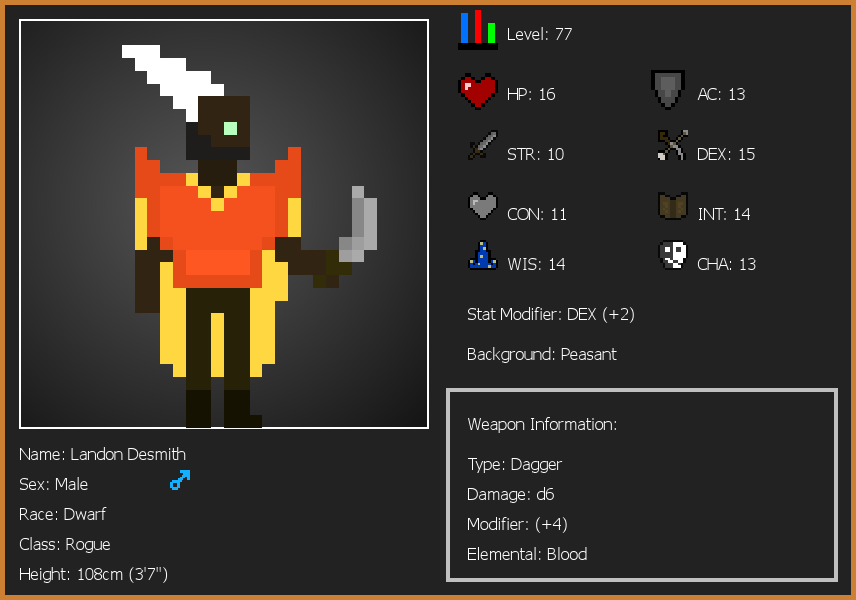 Level: 77
HP: 16
AC: 13
STR: 10
DEX: 15
CON: 11
INT: 14
WIS: 14
CHA: 13
Stat Modifier: DEX (+2)
Background: Peasant
Name: Landon Desmith
Sex: Male
Race: Dwarf
Class: Rogue
Height: 108cm (3'7")
Weapon Information:
Type: Dagger
Damage: d6
Modifier: (+4)
Elemental: Blood